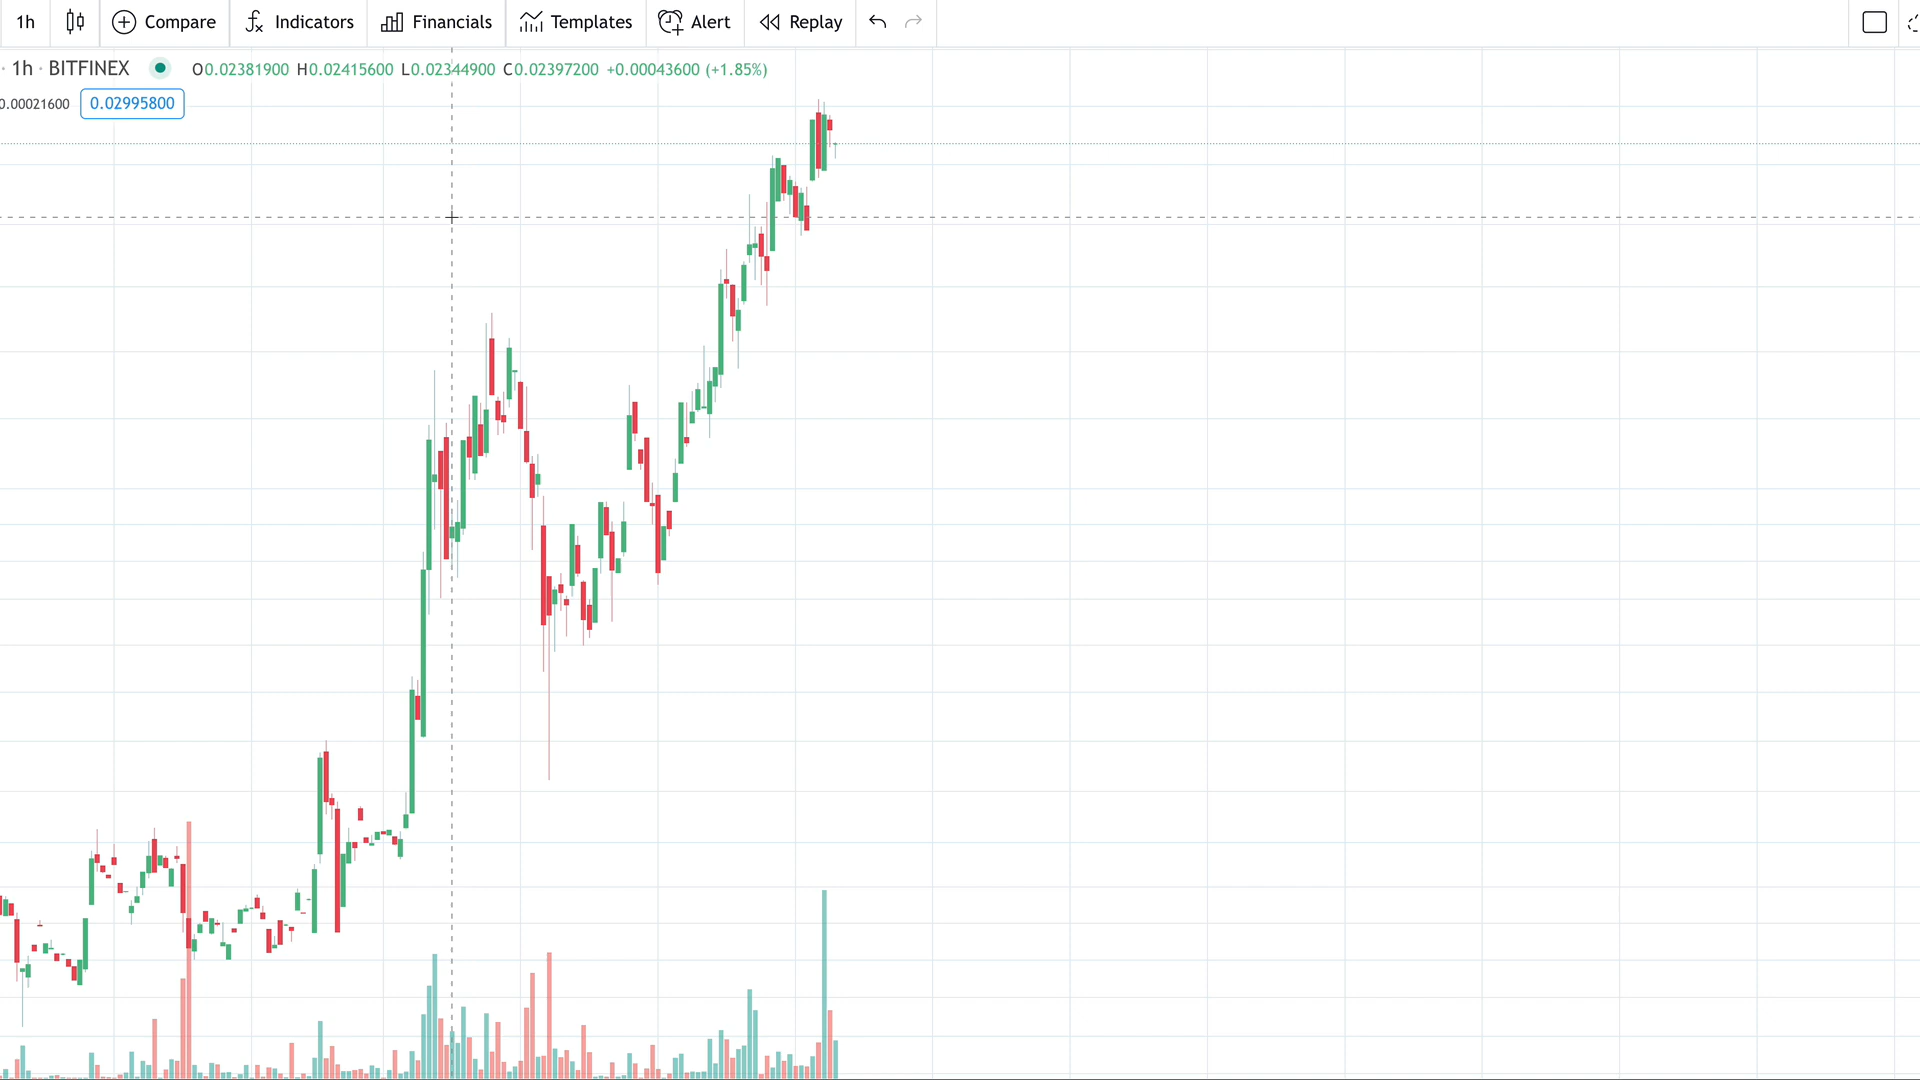 1h Compare Indicators Financials Templates Alert Replay
· 1h · BITFINEX O0.02381900 H0.02415600 L0.02344900 C0.02397200 +0.00043600 (+1.85%)
0.00021600 0.02995800